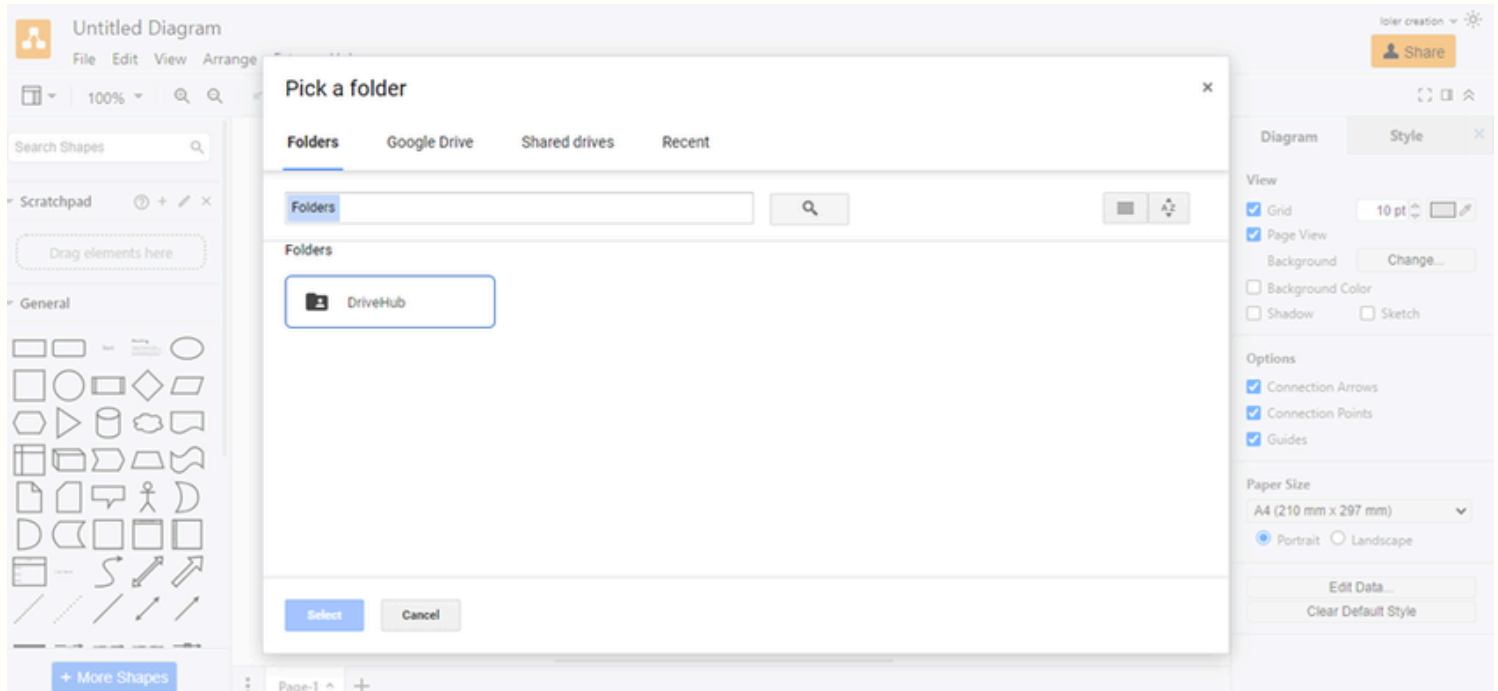 Untitled Diagram
File Edit View Arrange
loler creation
Share
100%
Pick a folder
Folders Google Drive Shared drives Recent
Folders
Folders
DriveHub
Select Cancel
Search Shapes
Scratchpad
Drag elements here
General
+ More Shapes
Page-1
Diagram Style
View
Grid 10 pt
Page View
Background Change...
Background Color
Shadow Sketch
Options
Connection Arrows
Connection Points
Guides
Paper Size
A4 (210 mm x 297 mm)
Portrait Landscape
Edit Data...
Clear Default Style